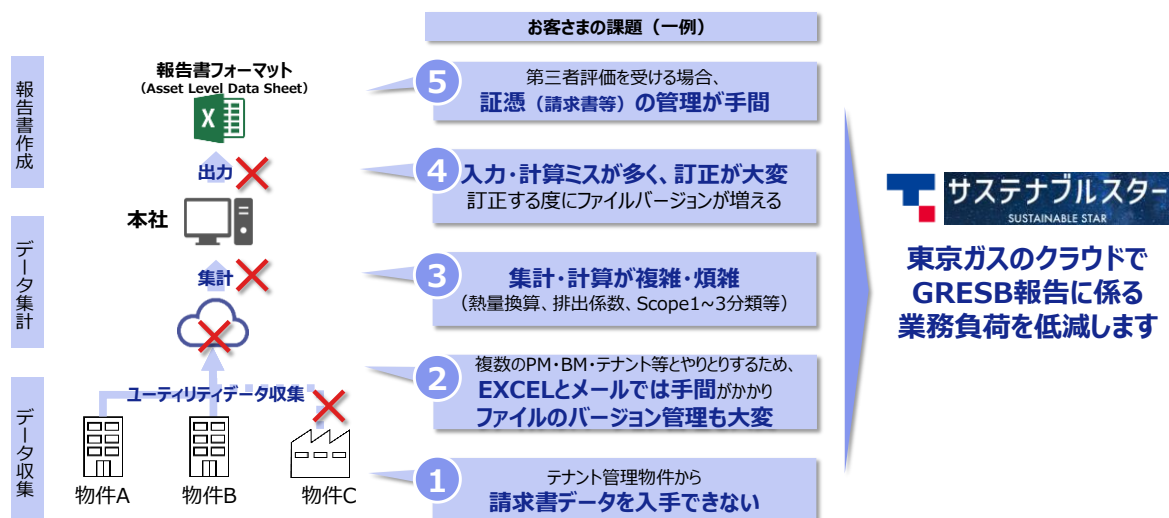 お客さまの課題（一例）
報告書作成
報告書フォーマット
(Asset Level Data Sheet)
X
出力
本社
データ集計
集計
データ収集
ユーティリティデータ収集
物件A
物件B
物件C
5
第三者評価を受ける場合、
証憑（請求書等）の管理が手間
4
入力・計算ミスが多く、訂正が大変
訂正する度にファイルバージョンが増える
3
集計・計算が複雑・煩雑
（熱量換算、排出係数、Scope1~3分類等）
2
複数のPM・BM・テナント等とやりとりするため、
EXCELとメールでは手間がかかり
ファイルのバージョン管理も大変
1
テナント管理物件から
請求書データを入手できない
サステナブルスター
SUSTAINABLE STAR
東京ガスのクラウドで
GRESB報告に係る
業務負荷を低減します